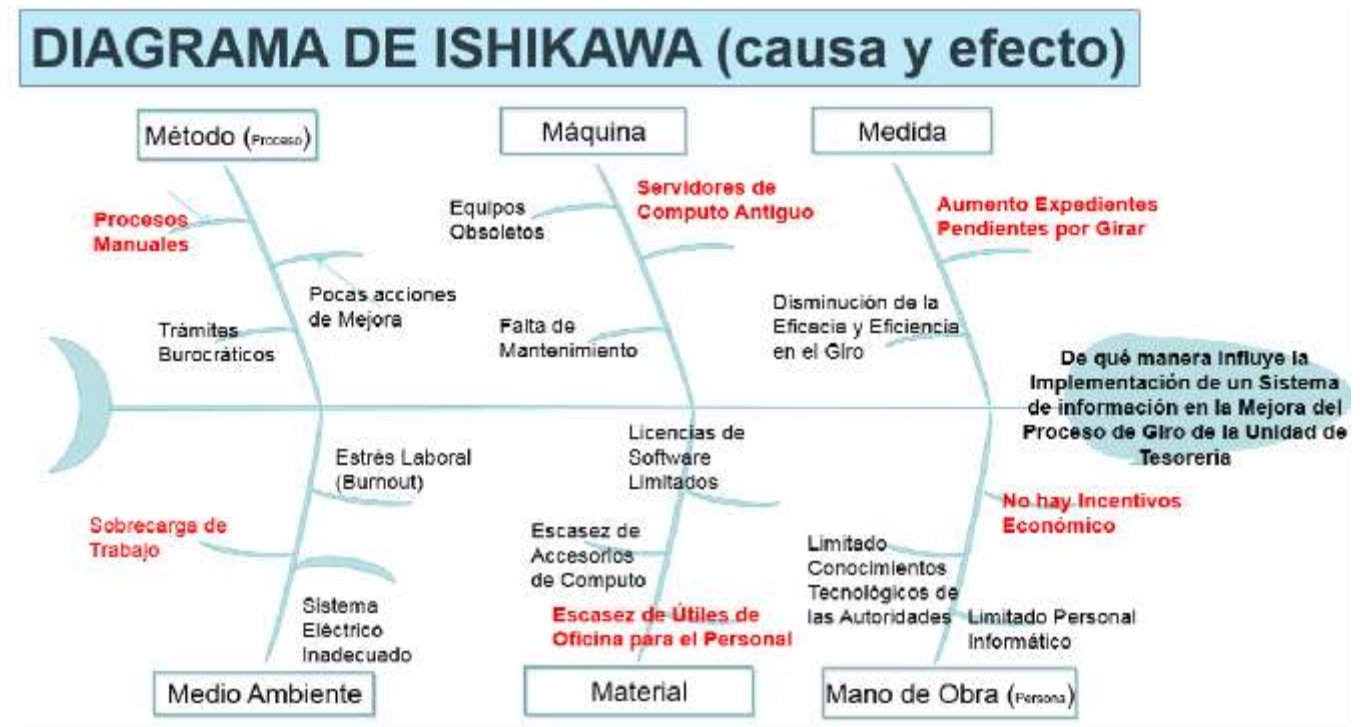 DIAGRAMA DE ISHIKAWA (causa y efecto)
Método (Proceso)
Máquina
Medida
Procesos
Manuales
Pocas acciones
de Mejora
Trámites
Burocráticos
Equipos
Obsoletos
Servidores de
Computo Antiguo
Falta de
Mantenimiento
Aumento Expedientes
Pendientes por Girar
Disminución de la
Eficacia y Eficiencia
en el Giro
De qué manera influye la
Implementación de un Sistema
de información en la Mejora del
Proceso de Giro de la Unidad de
Tesoreria
Estrés Laboral
(Burnout)
Sobrecarga de
Trabajo
Sistema
Eléctrico
Inadecuado
Licencias de
Software
Limitados
Escasez de
Accesorios
de Computo
Escasez de Útiles de
Oficina para el Personal
No hay Incentivos
Económico
Limitado
Conocimientos
Tecnológicos de
las Autoridades
Limitado Personal
Informático
Medio Ambiente
Material
Mano de Obra (Persona)